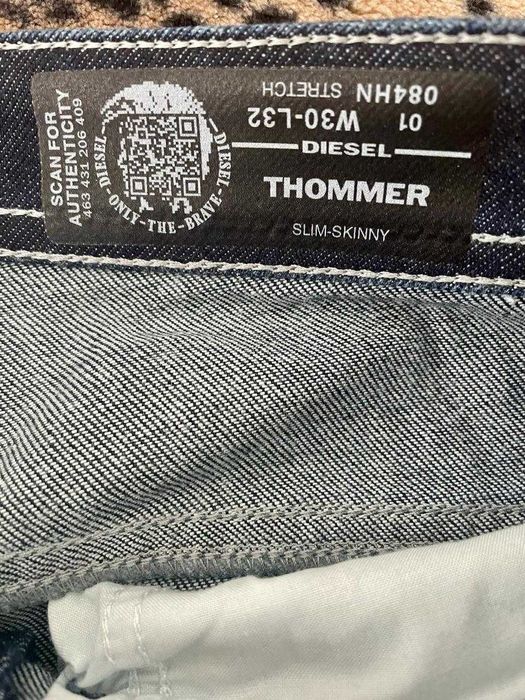 SCAN FOR
AUTHENTICITY
463 431 206 409
DIESEL
DIESEL
ONLY-THE-BRAVE
084HN STRETCH
01 W30-L32
DIESEL
THOMMER
SLIM-SKINNY